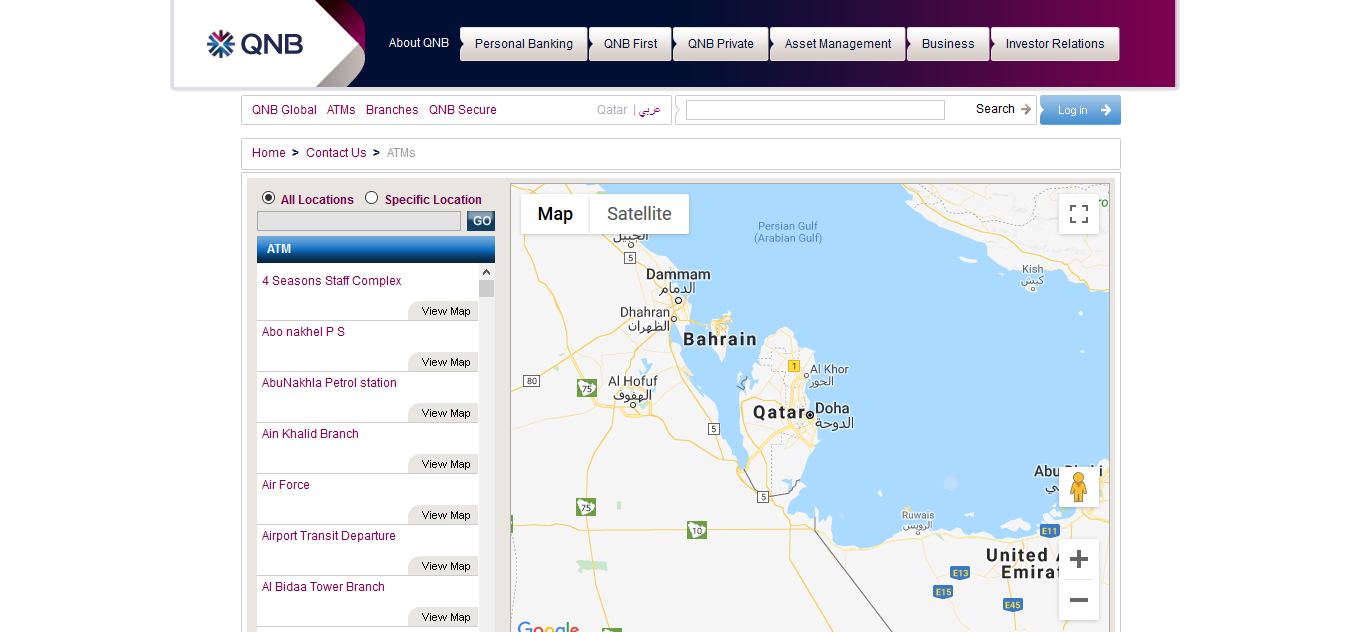 QNB
About QNB
Personal Banking
QNB First
QNB Private
Asset Management
Business
Investor Relations
QNB Global ATMs Branches QNB Secure
Qatar | عربي
Search
Log in
Home > Contact Us > ATMs
All Locations Specific Location
GO
ATM
4 Seasons Staff Complex
View Map
Abo nakhel P S
View Map
AbuNakhla Petrol station
View Map
Ain Khalid Branch
View Map
Air Force
View Map
Airport Transit Departure
View Map
Al Bidaa Tower Branch
View Map
Map Satellite
Persian Gulf
(Arabian Gulf)
الجبيل
5
Dammam
الدمام
Dhahran
الظهران
Bahrain
Kish
كيش
1
Al Khor
الخور
80
75
Al Hofuf
الهفوف
Qatar
Doha
الدوحة
5
5
75
10
Ruwais
الرويس
E11
United
E13
E15
E45
Google